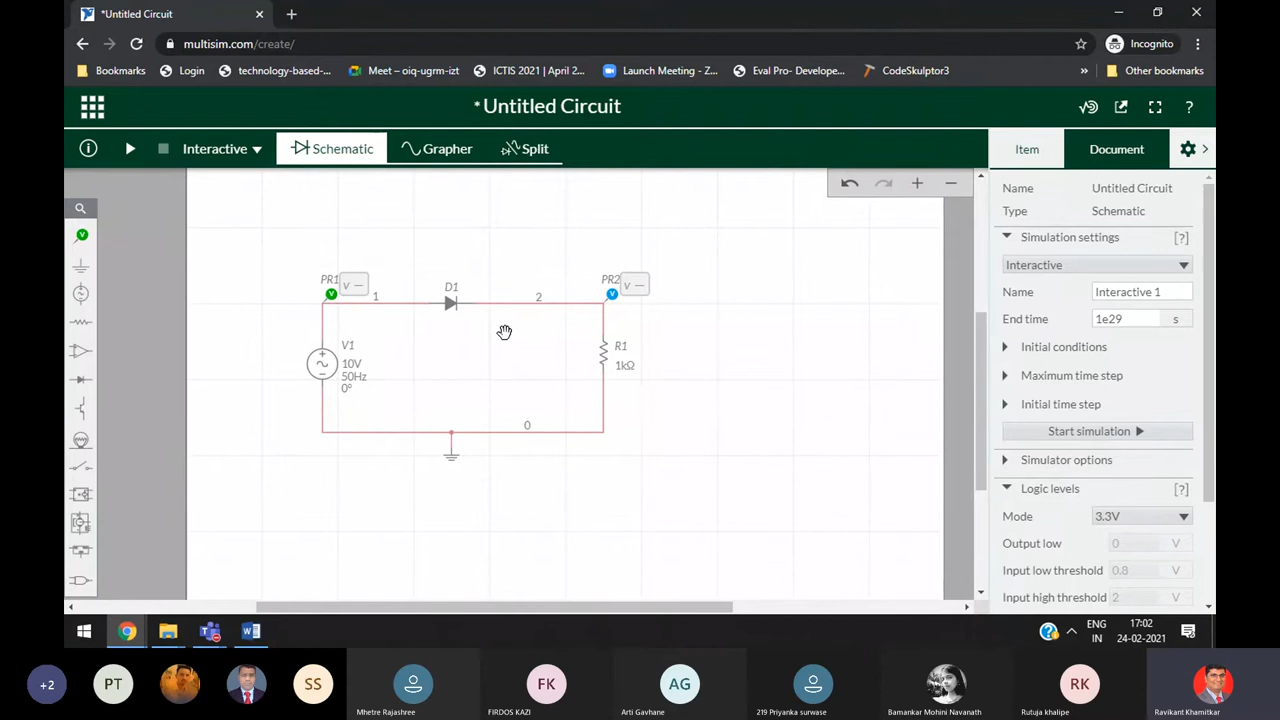 *Untitled Circuit
multisim.com/create/
Incognito
Bookmarks
Login
technology-based-...
Meet – oiq-ugrm-izt
ICTIS 2021 | April 2...
Launch Meeting - Z...
Eval Pro- Develope...
CodeSkulptor3
»
Other bookmarks
*Untitled Circuit
?
Interactive
Schematic
Grapher
Split
Item
Document
Name Untitled Circuit
Type Schematic
Simulation settings [?]
Interactive
Name Interactive 1
End time 1e29 s
Initial conditions
Maximum time step
Initial time step
Start simulation
Simulator options
Logic levels [?]
Mode 3.3V
Output low 0 V
Input low threshold 0.8 V
Input high threshold 2 V
V
PR1 V —
1
D1
2
PR2 V —
V
V
V1
10V
50Hz
0°
R1
1kΩ
0
ENG
IN
17:02
24-02-2021
+2
PT
SS
Mhetre Rajashree
FK
FIRDOS KAZI
AG
Arti Gavhane
219 Priyanka surwase
Bamankar Mohini Navanath
RK
Rutuja khalipe
Ravikant Khamitkar